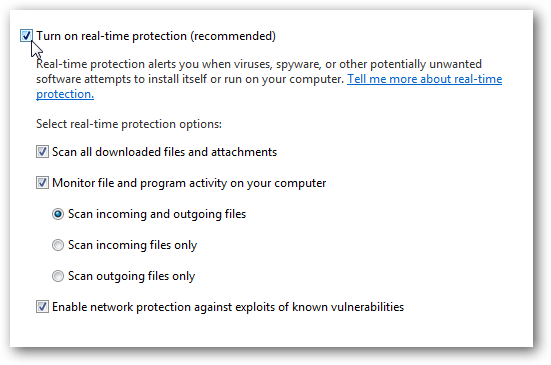 Turn on real-time protection (recommended)
Real-time protection alerts you when viruses, spyware, or other potentially unwanted
software attempts to install itself or run on your computer. Tell me more about real-time
protection.
Select real-time protection options:
Scan all downloaded files and attachments
Monitor file and program activity on your computer
Scan incoming and outgoing files
Scan incoming files only
Scan outgoing files only
Enable network protection against exploits of known vulnerabilities